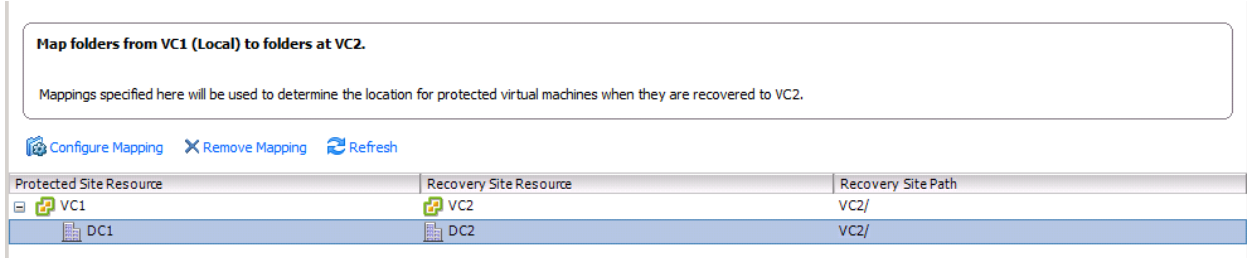 Map folders from VC1 (Local) to folders at VC2.
Mappings specified here will be used to determine the location for protected virtual machines when they are recovered to VC2.
Configure Mapping Remove Mapping Refresh
Protected Site Resource Recovery Site Resource Recovery Site Path
VC1 VC2 VC2/
DC1 DC2 VC2/